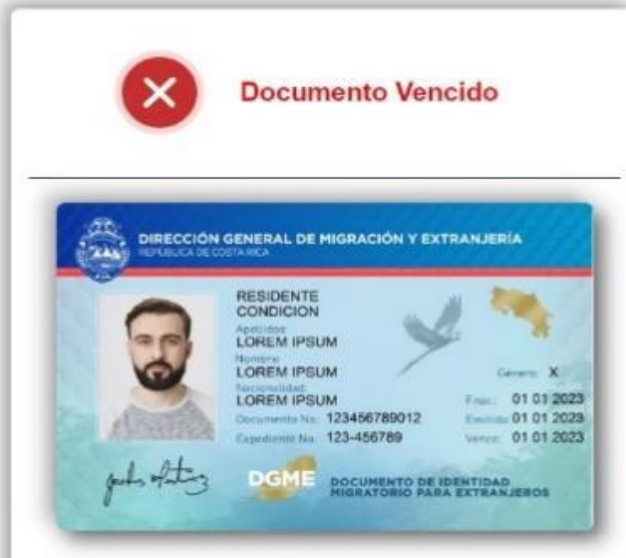 Documento Vencido
DIRECCIÓN GENERAL DE MIGRACIÓN Y EXTRANJERÍA
REPÚBLICA DE COSTA RICA
RESIDENTE
CONDICION
Apellidos:
LOREM IPSUM
Nombre:
LOREM IPSUM
Nacionalidad:
LOREM IPSUM
Documento No: 123456789012
Expediente No: 123-456789
Género: X
F.nac: 01 01 2023
Emitido: 01 01 2023
Vence: 01 01 2023
DGME
DOCUMENTO DE IDENTIDAD
MIGRATORIO PARA EXTRANJEROS